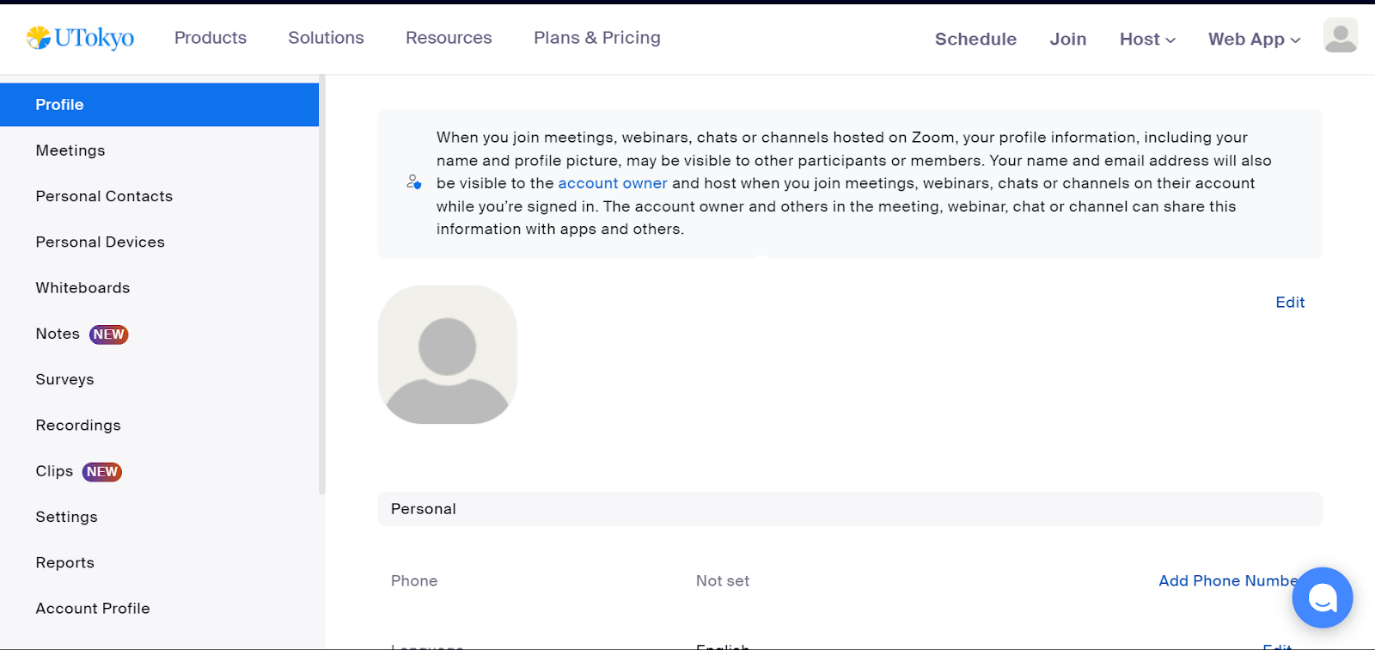 UTokyo Products Solutions Resources Plans & Pricing Schedule Join Host Web App
Profile
Meetings
Personal Contacts
Personal Devices
Whiteboards
Notes NEW
Surveys
Recordings
Clips NEW
Settings
Reports
Account Profile
When you join meetings, webinars, chats or channels hosted on Zoom, your profile information, including your
name and profile picture, may be visible to other participants or members. Your name and email address will also
be visible to the account owner and host when you join meetings, webinars, chats or channels on their account
while you’re signed in. The account owner and others in the meeting, webinar, chat or channel can share this
information with apps and others.
Edit
Personal
Phone Not set Add Phone Numbe
Language English Edit